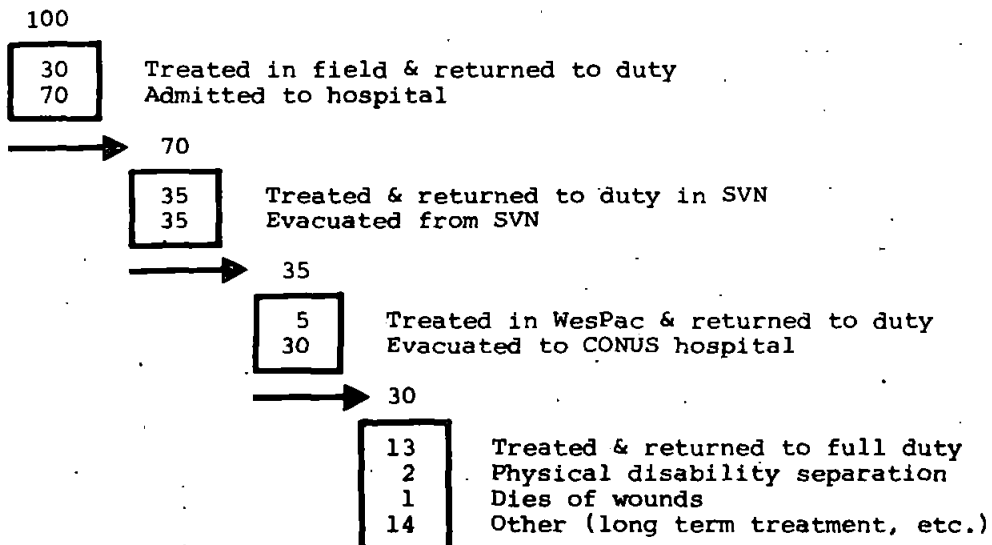 100
30 Treated in field & returned to duty
70 Admitted to hospital
70
35 Treated & returned to duty in SVN
35 Evacuated from SVN
35
5 Treated in WesPac & returned to duty
30 Evacuated to CONUS hospital
30
13 Treated & returned to full duty
2 Physical disability separation
1 Dies of wounds
14 Other (long term treatment, etc.)